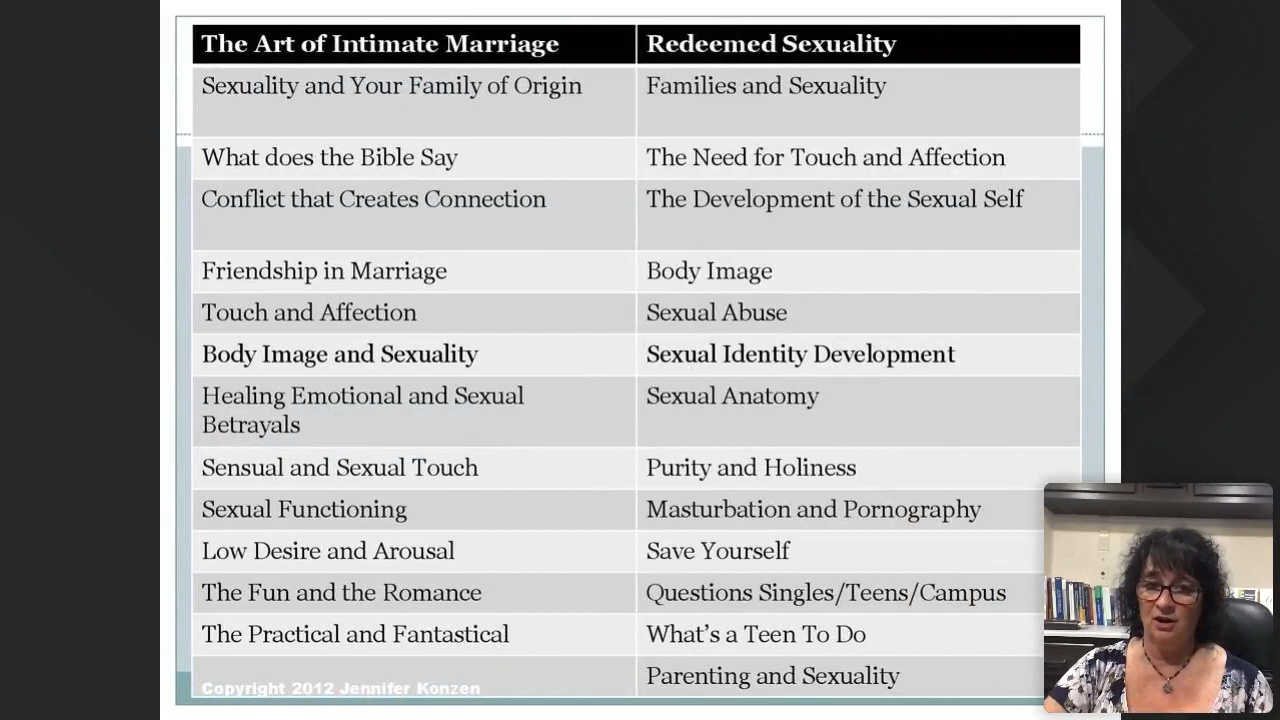 The Art of Intimate Marriage Redeemed Sexuality
Sexuality and Your Family of Origin Families and Sexuality
What does the Bible Say The Need for Touch and Affection
Conflict that Creates Connection The Development of the Sexual Self
Friendship in Marriage Body Image
Touch and Affection Sexual Abuse
Body Image and Sexuality Sexual Identity Development
Healing Emotional and Sexual Sexual Anatomy
Betrayals
Sensual and Sexual Touch Purity and Holiness
Sexual Functioning Masturbation and Pornography
Low Desire and Arousal Save Yourself
The Fun and the Romance Questions Singles/Teens/Campus
The Practical and Fantastical What's a Teen To Do
Parenting and Sexuality
Copyright 2012 Jennifer Konzen